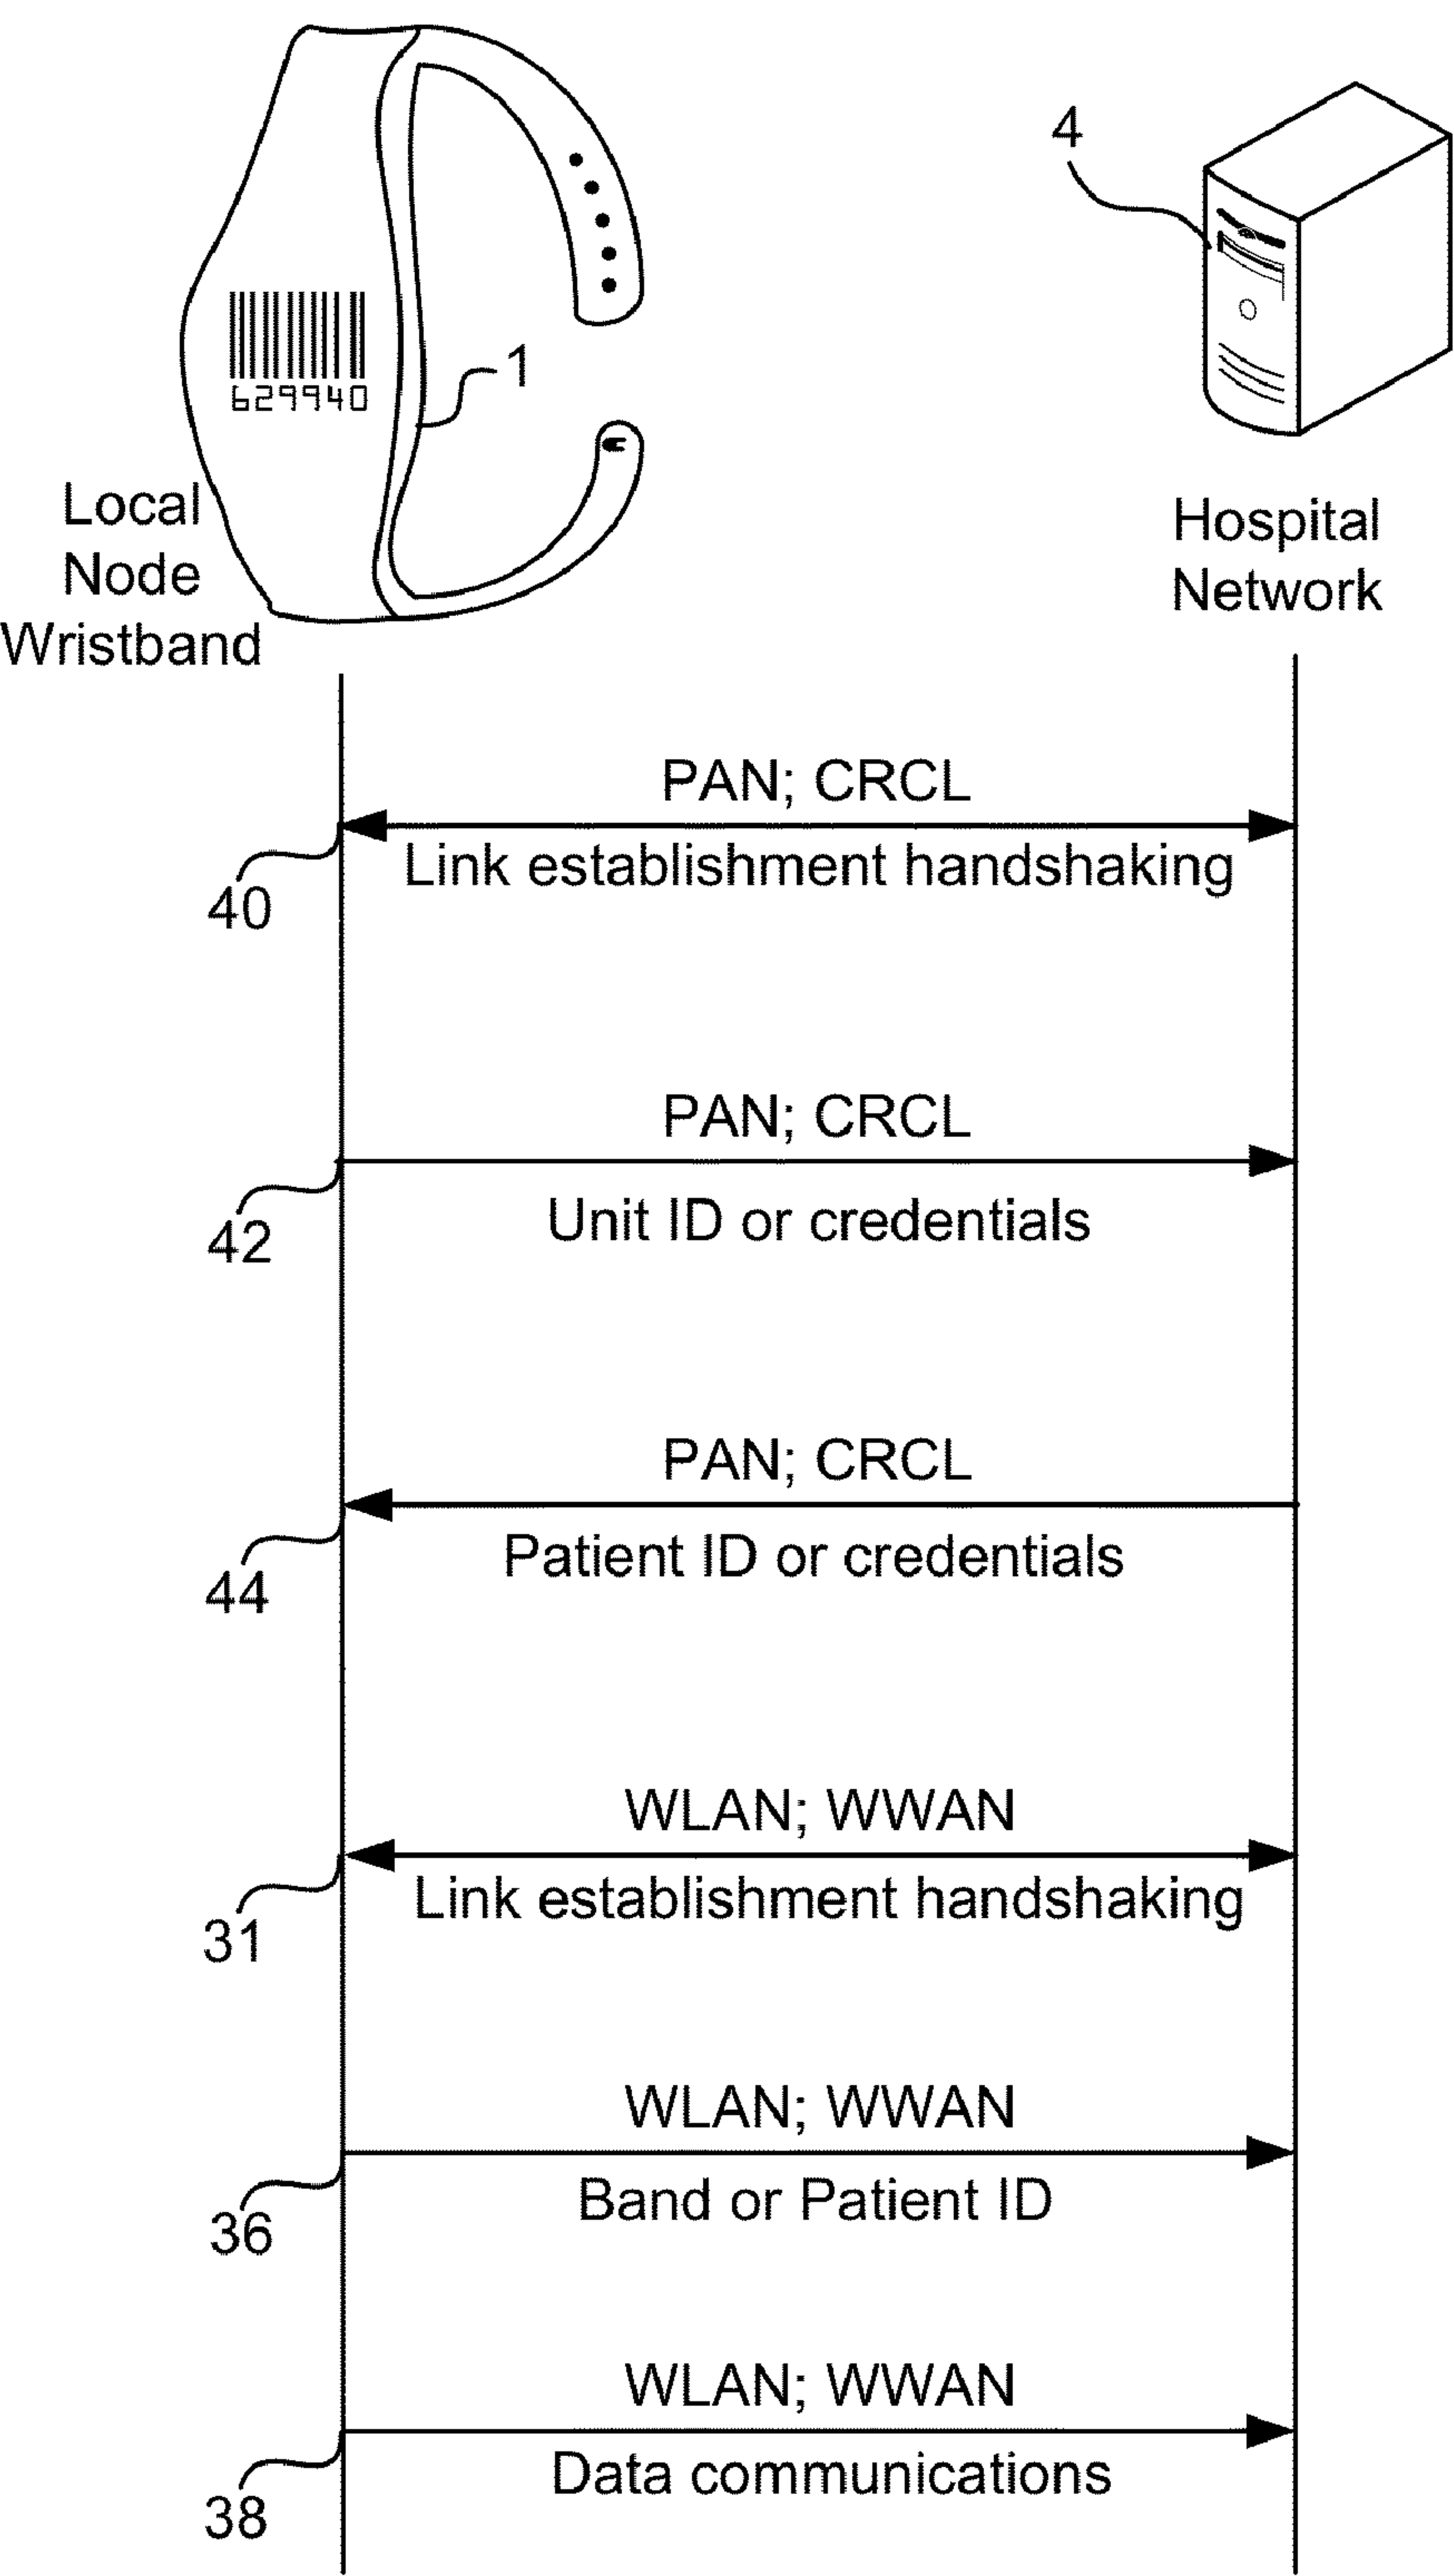 4
1
629940
Local
Node
Wristband
Hospital
Network
PAN; CRCL
Link establishment handshaking
40
PAN; CRCL
Unit ID or credentials
42
PAN; CRCL
Patient ID or credentials
44
WLAN; WWAN
Link establishment handshaking
31
WLAN; WWAN
Band or Patient ID
36
WLAN; WWAN
Data communications
38